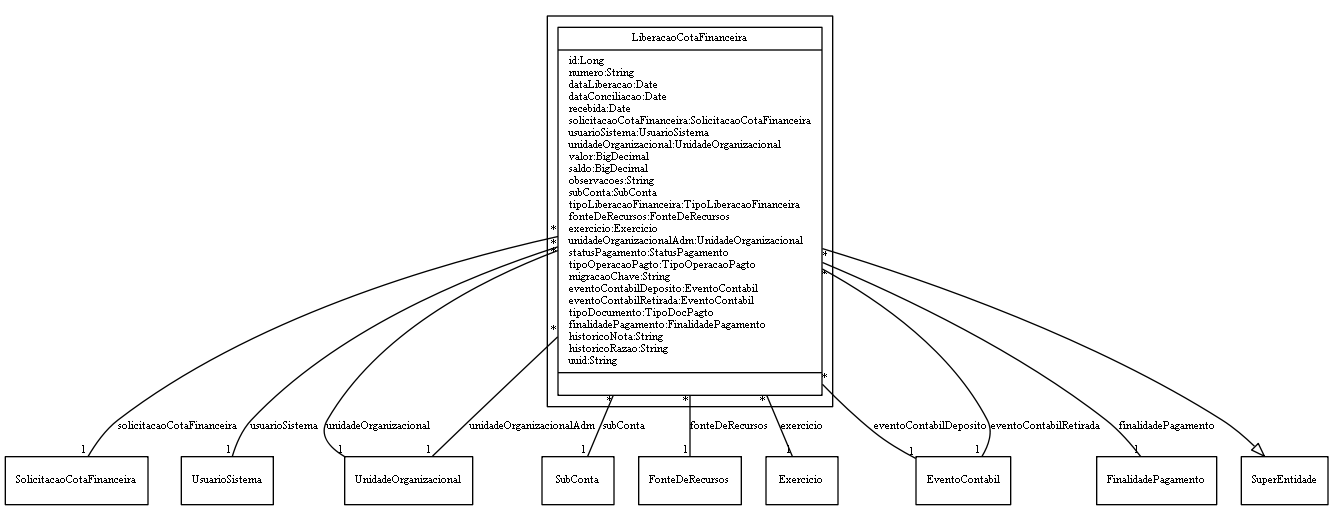 LiberacaoCotaFinanceira
id:Long
numero:String
dataLiberacao:Date
dataConciliacao:Date
recebida:Date
solicitacaoCotaFinanceira:SolicitacaoCotaFinanceira
usuarioSistema:UsuarioSistema
unidadeOrganizacional:UnidadeOrganizacional
valor:BigDecimal
saldo:BigDecimal
observacoes:String
subConta:SubConta
tipoLiberacaoFinanceira:TipoLiberacaoFinanceira
fonteDeRecursos:FonteDeRecursos
exercicio:Exercicio
unidadeOrganizacionalAdm:UnidadeOrganizacional
statusPagamento:StatusPagamento
tipoOperacaoPagto:TipoOperacaoPagto
migracaoChave:String
eventoContabilDeposito:EventoContabil
eventoContabilRetirada:EventoContabil
tipoDocumento:TipoDocPagto
finalidadePagamento:FinalidadePagamento
historicoNota:String
historicoRazao:String
uuid:String
* * * * * * *
* * *
solicitacaoCotaFinanceira usuarioSistema unidadeOrganizacional unidadeOrganizacionalAdm subConta fonteDeRecursos exercicio eventoContabilDeposito eventoContabilRetirada finalidadePagamento
1 1 1 1 1 1 1 1 1 1
SolicitacaoCotaFinanceira UsuarioSistema UnidadeOrganizacional SubConta FonteDeRecursos Exercicio EventoContabil FinalidadePagamento SuperEntidade